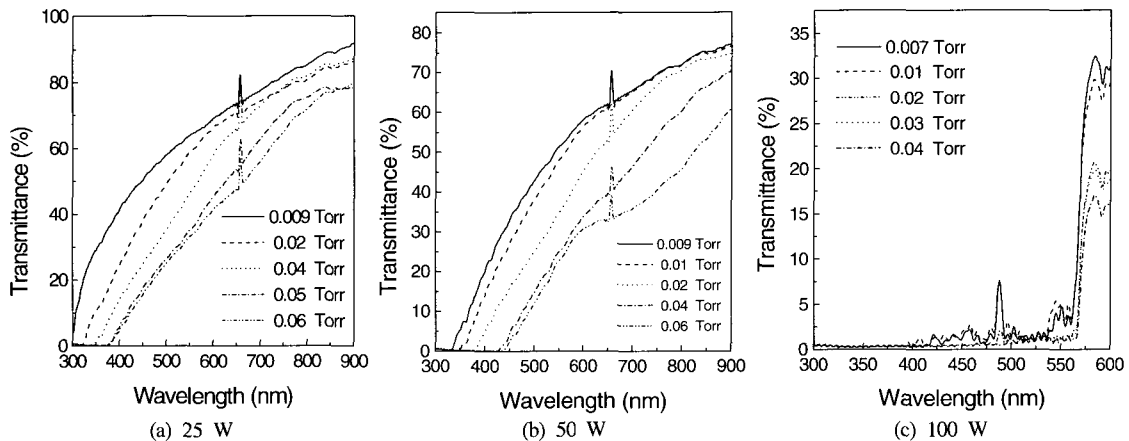 100
80
60
40
20
0
Transmittance (%)
0.009 Torr
0.02 Torr
0.04 Torr
0.05 Torr
0.06 Torr
300 400 500 600 700 800 900
Wavelength (nm)
(a) 25 W
80
70
60
50
40
30
20
10
0
Transmittance (%)
0.009 Torr
0.01 Torr
0.02 Torr
0.04 Torr
0.06 Torr
300 400 500 600 700 800 900
Wavelength (nm)
(b) 50 W
35
30
25
20
15
10
5
0
Transmittance (%)
0.007 Torr
0.01 Torr
0.02 Torr
0.03 Torr
0.04 Torr
300 350 400 450 500 550 600
Wavelength (nm)
(c) 100 W